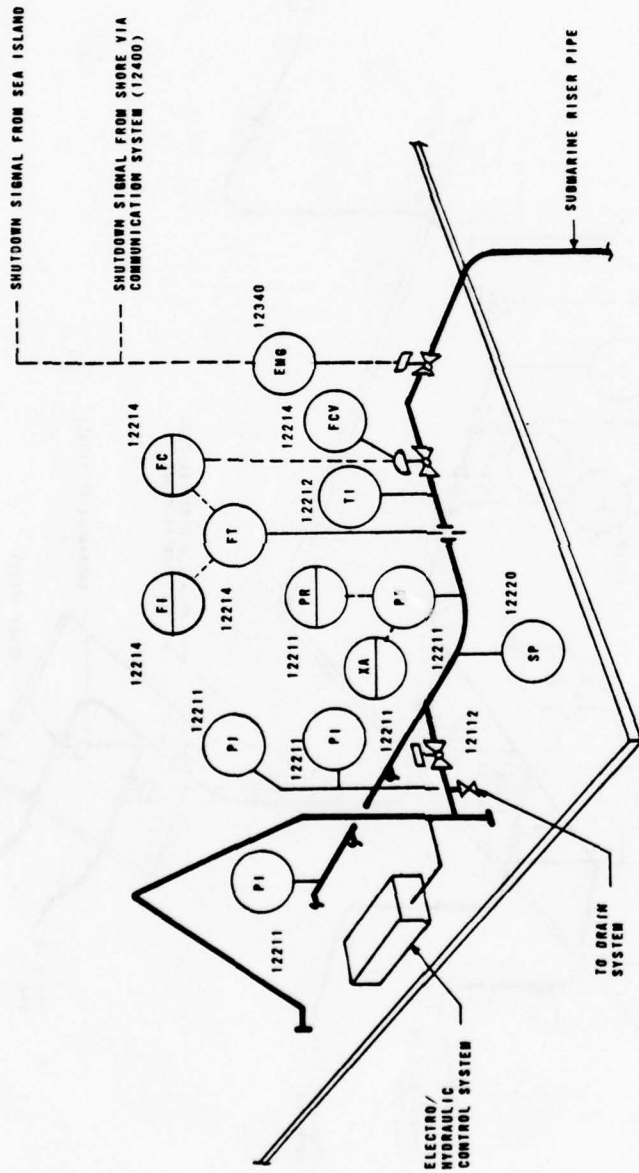 SHUTDOWN SIGNAL FROM SEA ISLAND
SHUTDOWN SIGNAL FROM SHORE VIA
COMMUNICATION SYSTEM (12400)
12340
12214
FC
EMG
12214
FI
FT
12214
12214
FCV
12212
TI
12211
PR
XA
12211
12211
PI
12211
PI
12211
PI
12211
12112
12220
SP
SUBMARINE RISER PIPE
ELECTRO/
HYDRAULIC
CONTROL SYSTEM
TO DRAIN
SYSTEM